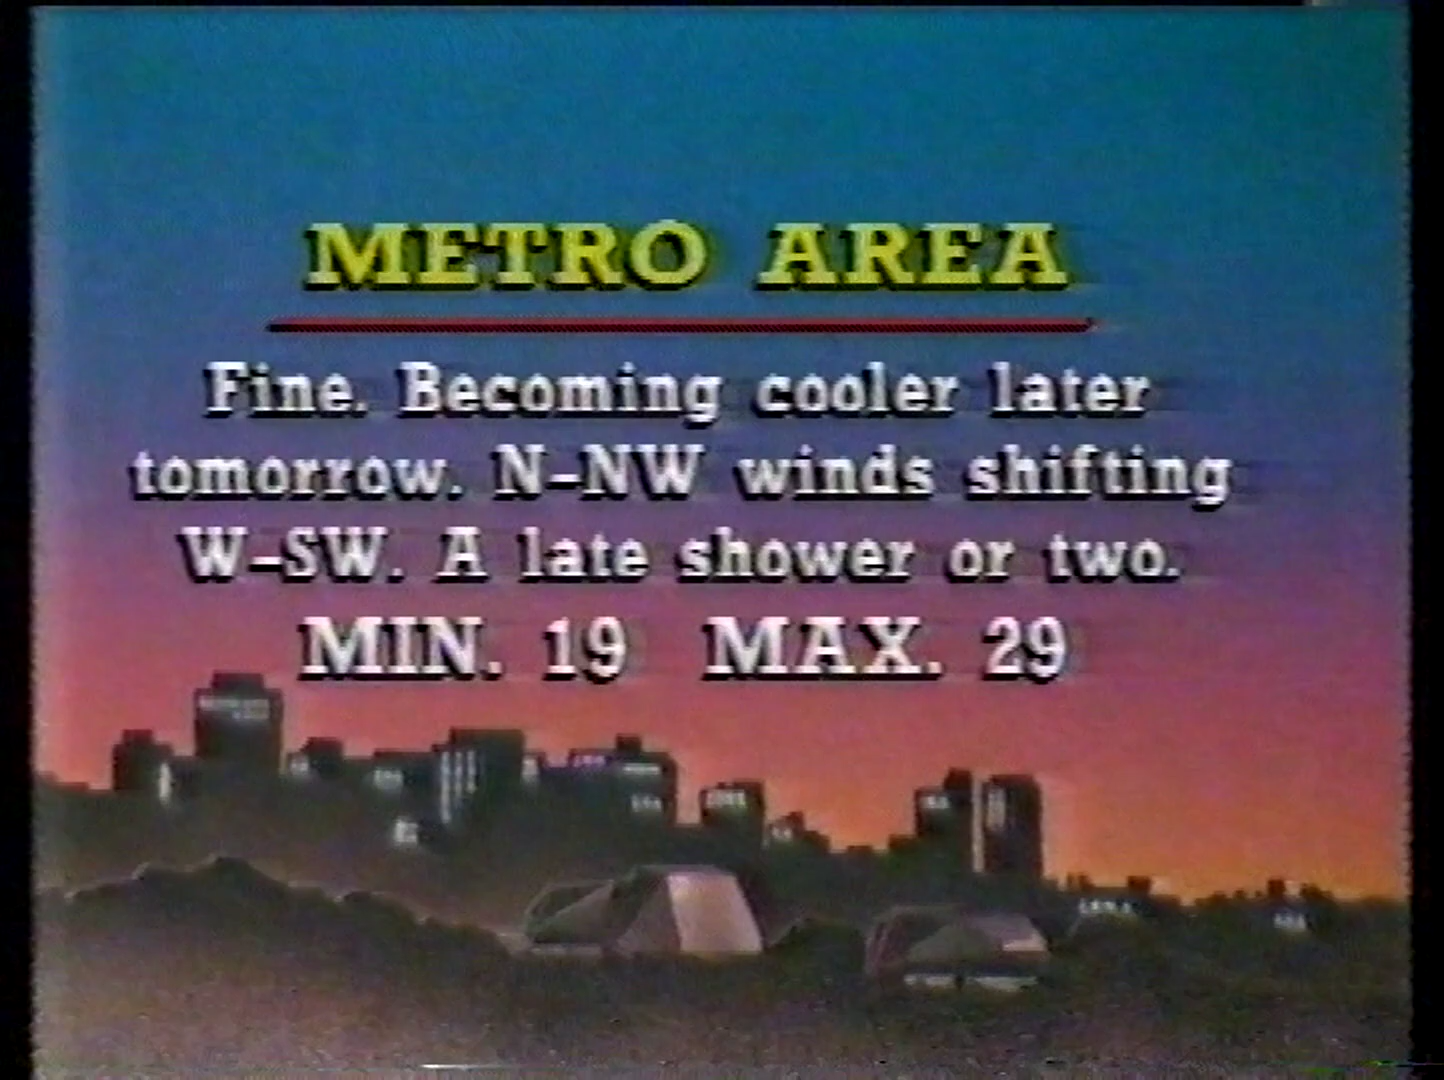 METRO AREA
Fine. Becoming cooler later
tomorrow. N-NW winds shifting
W-SW. A late shower or two.
MIN. 19 MAX. 29